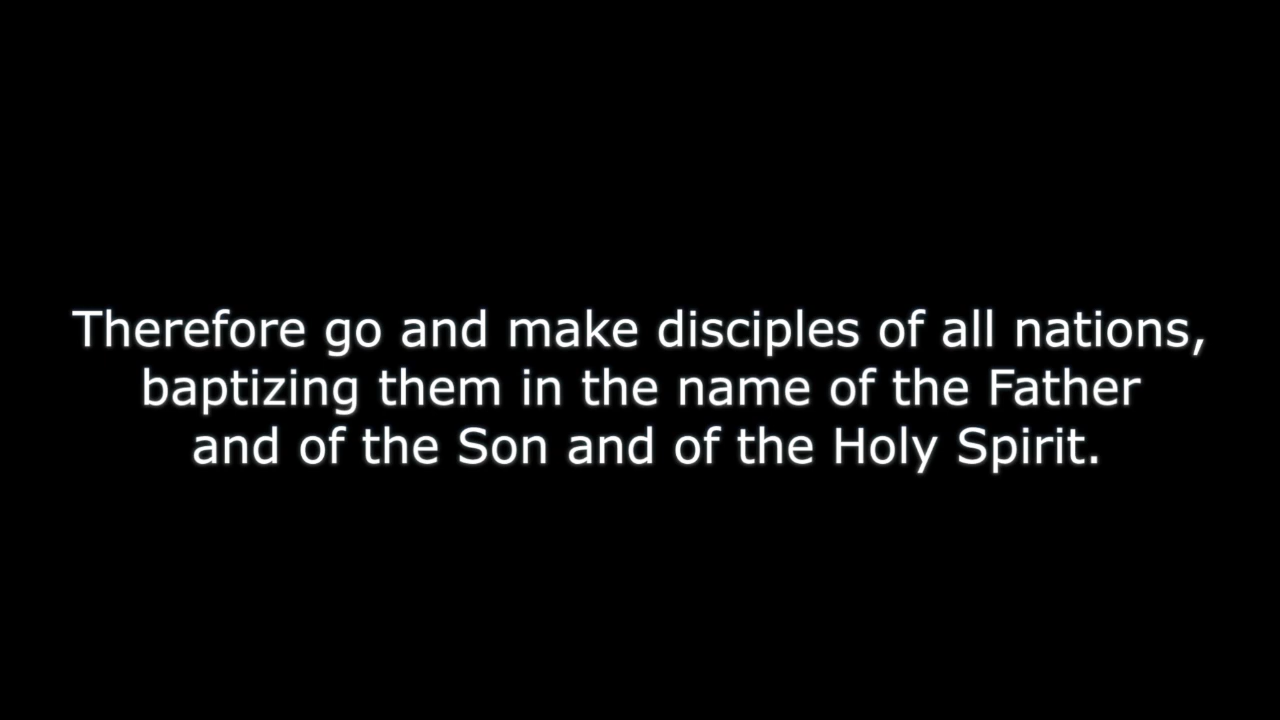 Therefore go and make disciples of all nations,
baptizing them in the name of the Father
and of the Son and of the Holy Spirit.